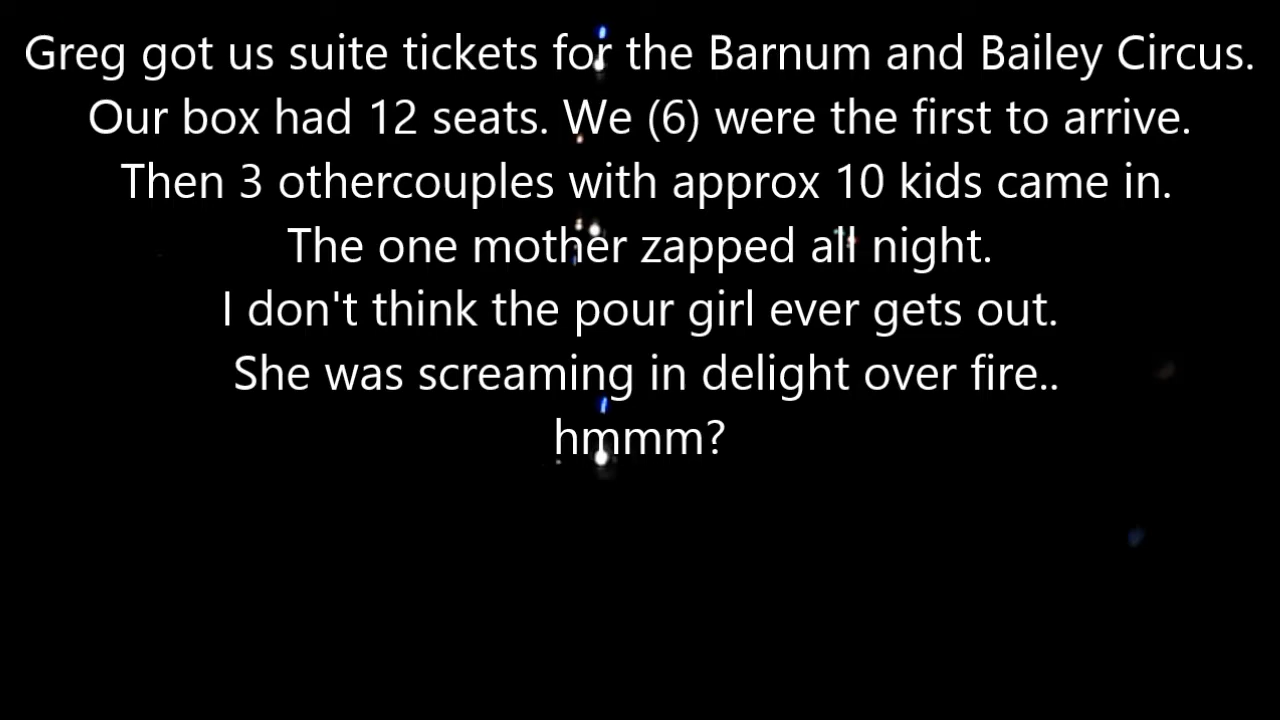 Greg got us suite tickets for the Barnum and Bailey Circus.
Our box had 12 seats. We (6) were the first to arrive.
Then 3 othercouples with approx 10 kids came in.
The one mother zapped all night.
I don't think the pour girl ever gets out.
She was screaming in delight over fire..
hmmm?